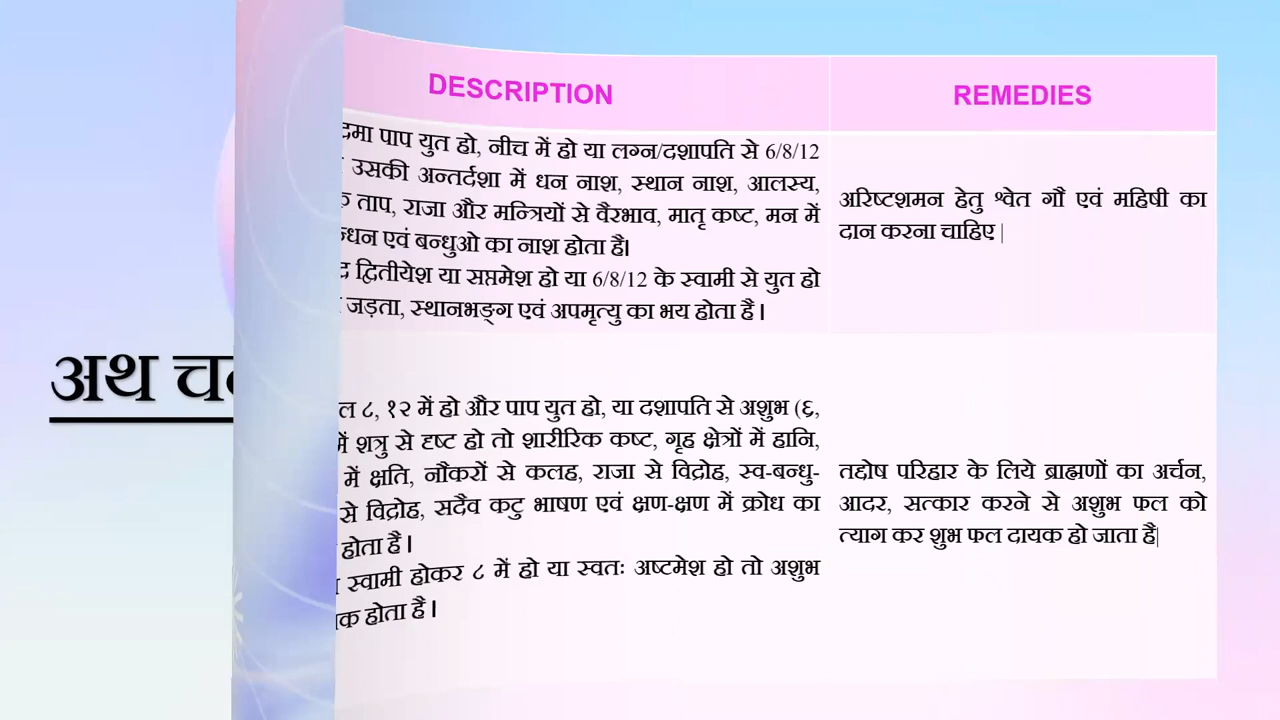 DESCRIPTION
REMEDIES
पाप युत हो, नीच में हो या लग्न/दशापति से 6/8/12
उसकी अन्तर्दशा में धन नाश, स्थान नाश, आलस्य,
ताप, राजा और मन्त्रियों से वैरभाव, मातृ कष्ट, मन में
एवं बन्धुओ का नाश होता है।
द्वितीयेश या सप्तमेश हो या 6/8/12 के स्वामी से युत हो
जड़ता, स्थानभङ्ग एवं अपमृत्यु का भय होता है ।
अरिष्टशमन हेतु श्वेत गौ एवं महिषी का
दान करना चाहिए |
८, १२ में हो और पाप युत हो, या दशापति से अशुभ (६,
में शत्रु से दृष्ट हो तो शारीरिक कष्ट, गृह क्षेत्रों में हानि,
में क्षति, नौकरों से कलह, राजा से विद्रोह, स्व-बन्धु-
से विद्रोह, सदैव कटु भाषण एवं क्षण-क्षण में क्रोध का
होता है ।
स्वामी होकर ८ में हो या स्वतः अष्टमेश हो तो अशुभ
होता है ।
तद्दोष परिहार के लिये ब्राह्मणों का अर्चन,
आदर, सत्कार करने से अशुभ फल को
त्याग कर शुभ फल दायक हो जाता है|
अथ